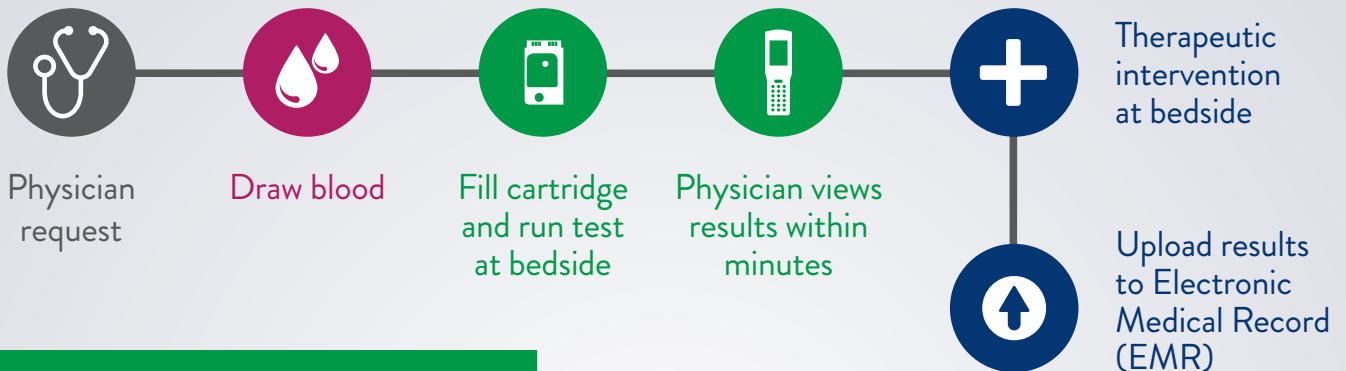 Physician
request
Draw blood
Fill cartridge
and run test
at bedside
Physician views
results within
minutes
Therapeutic
intervention
at bedside
Upload results
to Electronic
Medical Record
(EMR)